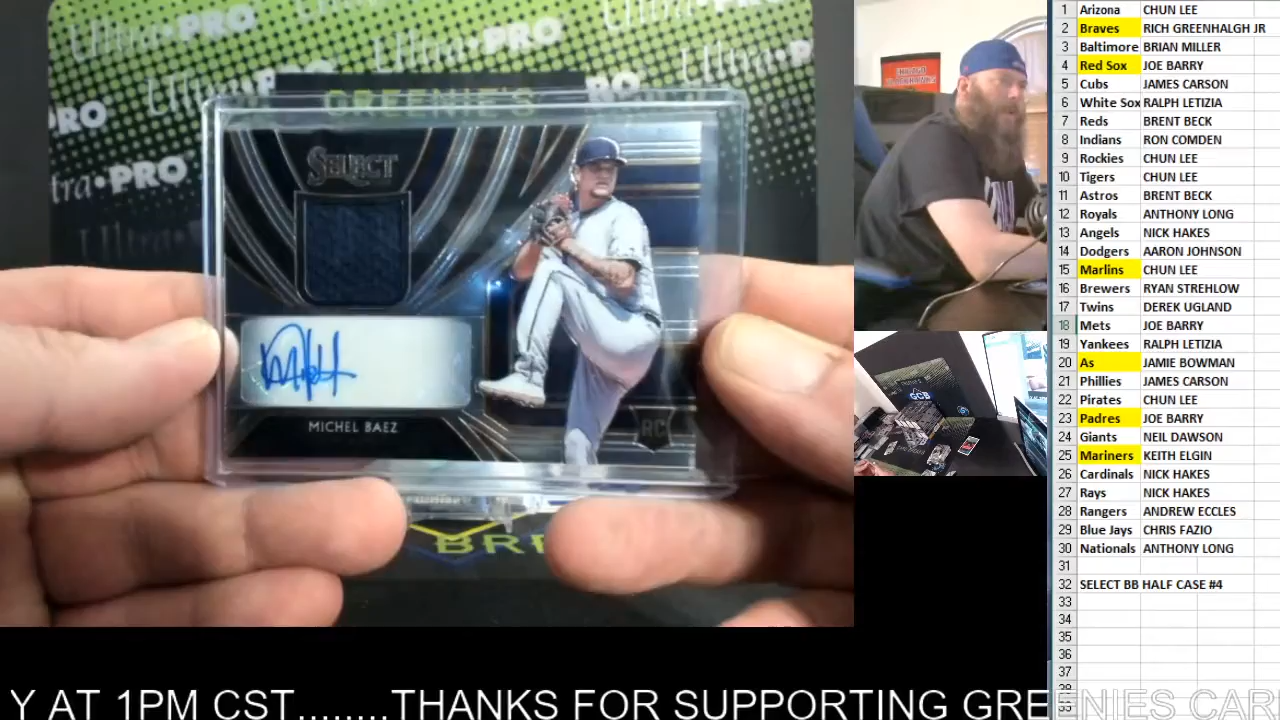 Ultra•PRO
GREENIE'S
SELECT
MICHEL BAEZ
RC
BRE
GCB
1 Arizona CHUN LEE
2 Braves RICH GREENHALGH JR
3 Baltimore BRIAN MILLER
4 Red Sox JOE BARRY
5 Cubs JAMES CARSON
6 White Sox RALPH LETIZIA
7 Reds BRENT BECK
8 Indians RON COMDEN
9 Rockies CHUN LEE
10 Tigers CHUN LEE
11 Astros BRENT BECK
12 Royals ANTHONY LONG
13 Angels NICK HAKES
14 Dodgers AARON JOHNSON
15 Marlins CHUN LEE
16 Brewers RYAN STREHLOW
17 Twins DEREK UGLAND
18 Mets JOE BARRY
19 Yankees RALPH LETIZIA
20 As JAMIE BOWMAN
21 Phillies JAMES CARSON
22 Pirates CHUN LEE
23 Padres JOE BARRY
24 Giants NEIL DAWSON
25 Mariners KEITH ELGIN
26 Cardinals NICK HAKES
27 Rays NICK HAKES
28 Rangers ANDREW ECCLES
29 Blue Jays CHRIS FAZIO
30 Nationals ANTHONY LONG
31
32 SELECT BB HALF CASE #4
33
34
35
36
37
Y AT 1PM CST........THANKS FOR SUPPORTING GREENIES CAR